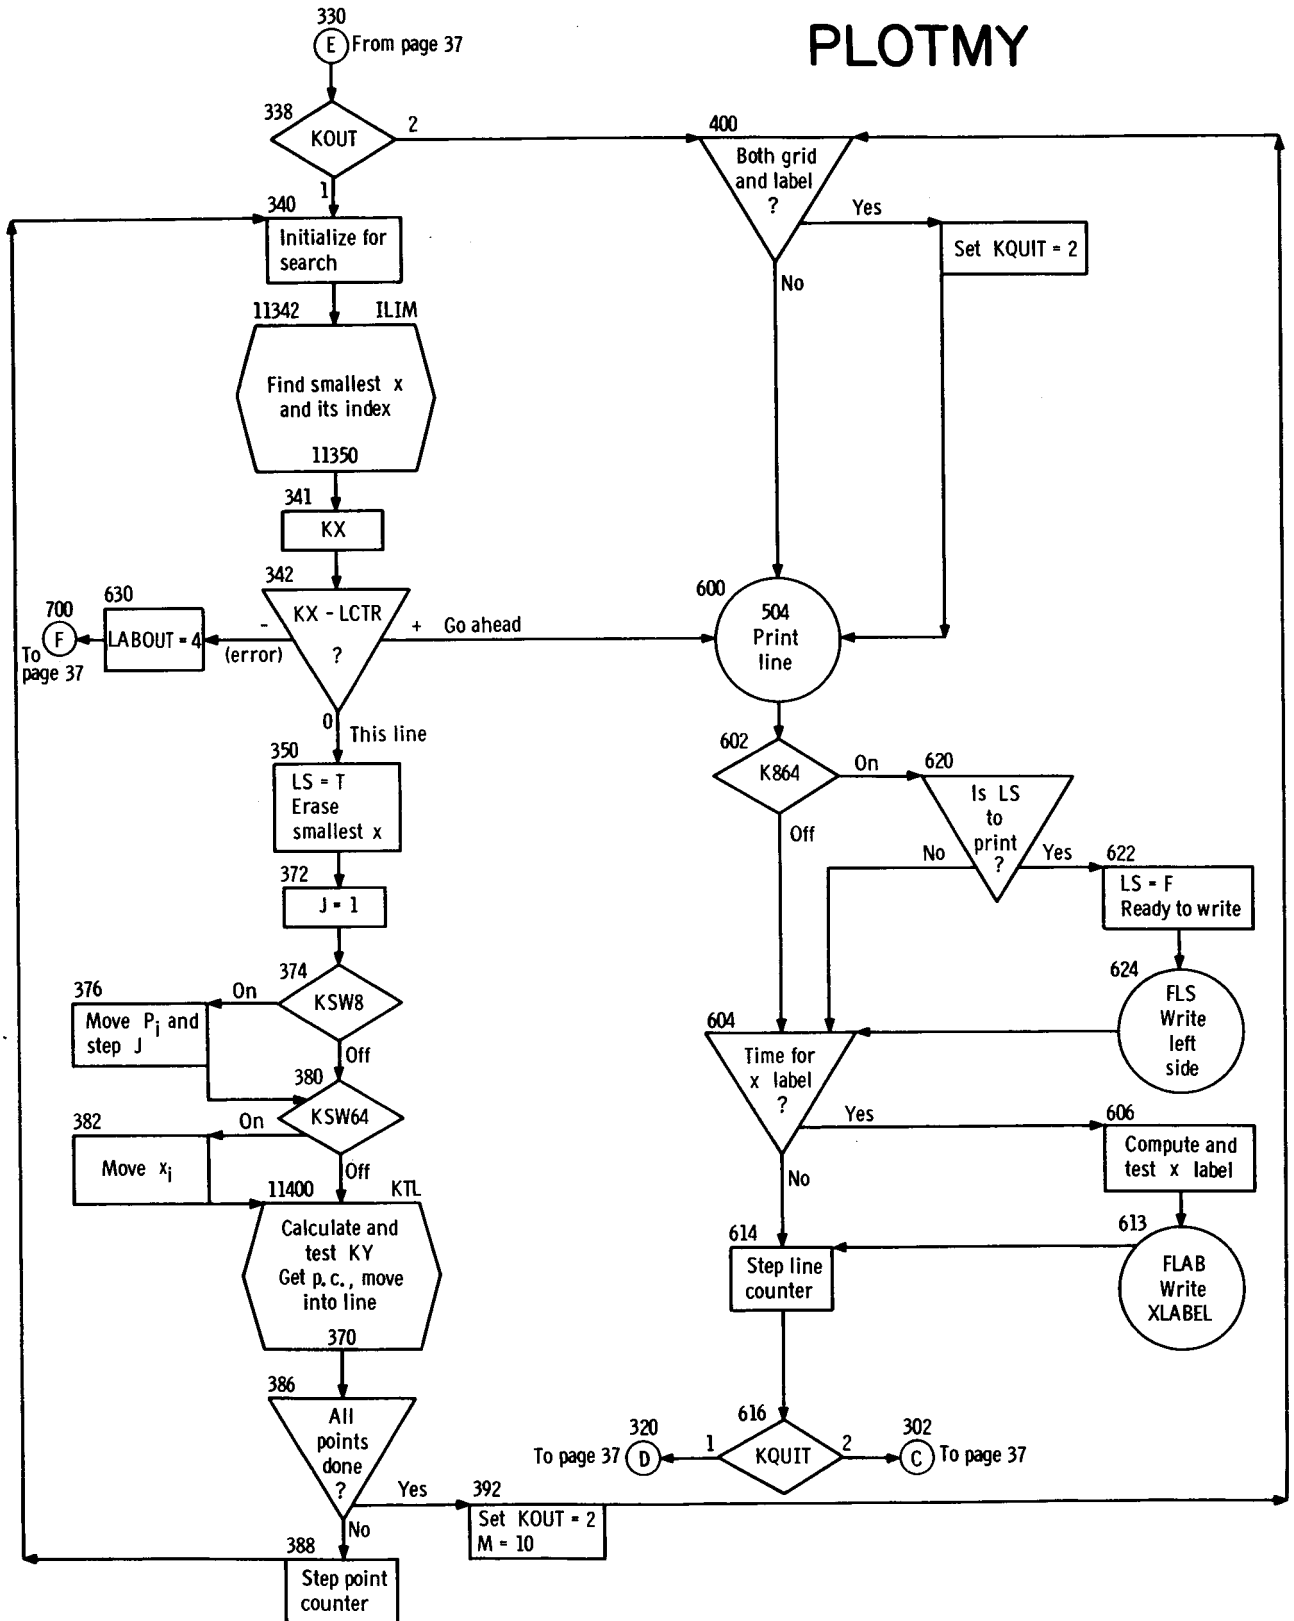 PLOTMY
330
E From page 37
338
KOUT
2
1
340
Initialize for
search
11342 ILIM
Find smallest x
and its index
11350
341
KX
342
KX - LCTR
?
-
(error)
+ Go ahead
630
LABOUT = 4
700
F
To
page 37
0
This line
350
LS = T
Erase
smallest x
372
J = 1
374
KSW8
On
Off
376
Move Pi and
step J
380
KSW64
On
Off
382
Move xi
11400 KTL
Calculate and
test KY
Get p.c., move
into line
370
386
All
points
done
?
Yes
No
392
Set KOUT = 2
M = 10
388
Step point
counter
400
Both grid
and label
?
Yes
No
Set KQUIT = 2
600
504
Print
line
602
K864
On
Off
620
Is LS
to
print
?
No
Yes
622
LS = F
Ready to write
624
FLS
Write
left
side
604
Time for
x label
?
Yes
No
606
Compute and
test x label
613
FLAB
Write
XLABEL
614
Step line
counter
616
KQUIT
1
2
320
To page 37 D
302
C To page 37